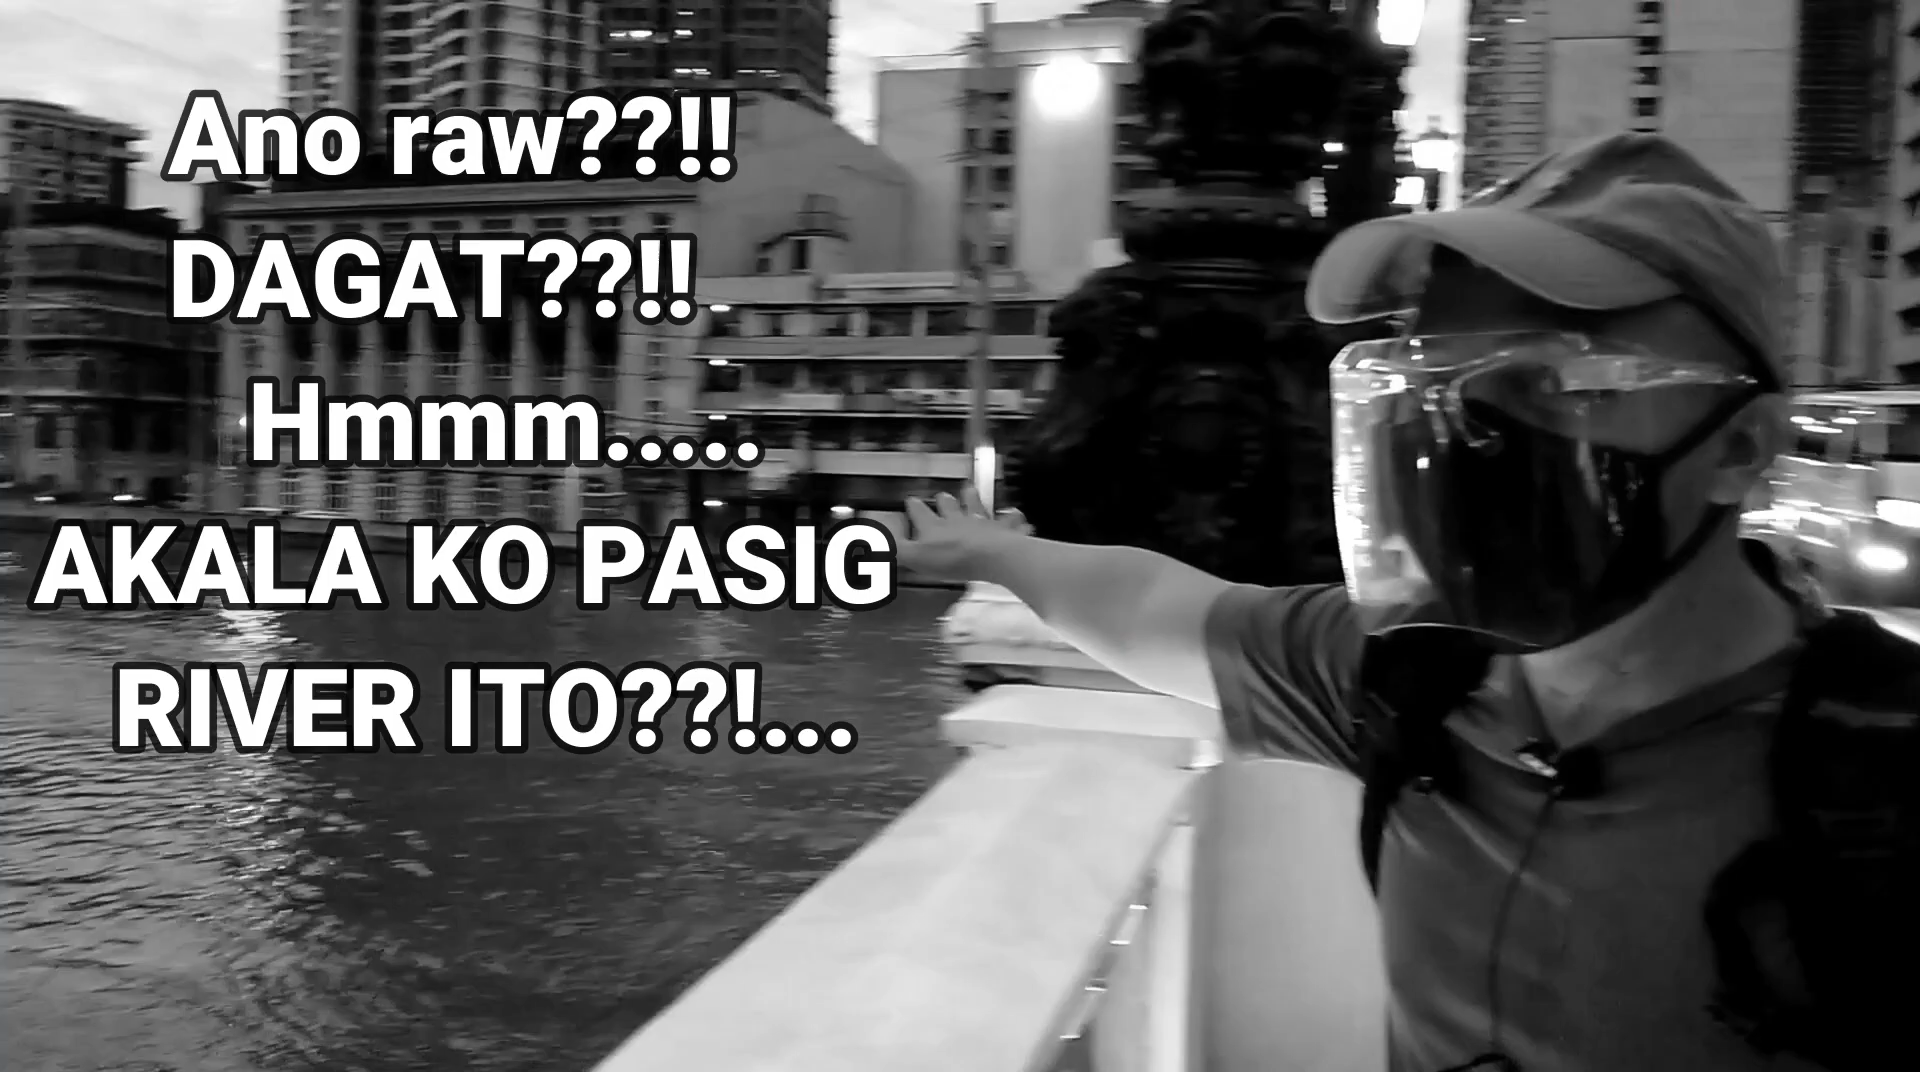 Ano raw??!!
DAGAT??!!
Hmmm.....
AKALA KO PASIG
RIVER ITO??!...